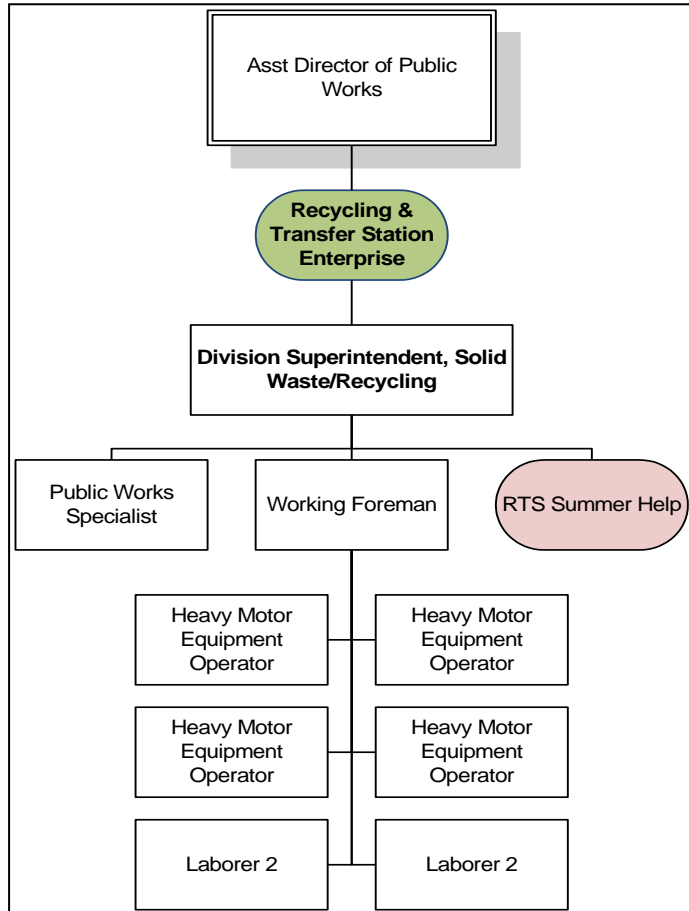 Asst Director of Public
Works
Recycling &
Transfer Station
Enterprise
Division Superintendent, Solid
Waste/Recycling
Public Works
Specialist
Working Foreman
RTS Summer Help
Heavy Motor
Equipment
Operator
Heavy Motor
Equipment
Operator
Heavy Motor
Equipment
Operator
Heavy Motor
Equipment
Operator
Laborer 2
Laborer 2